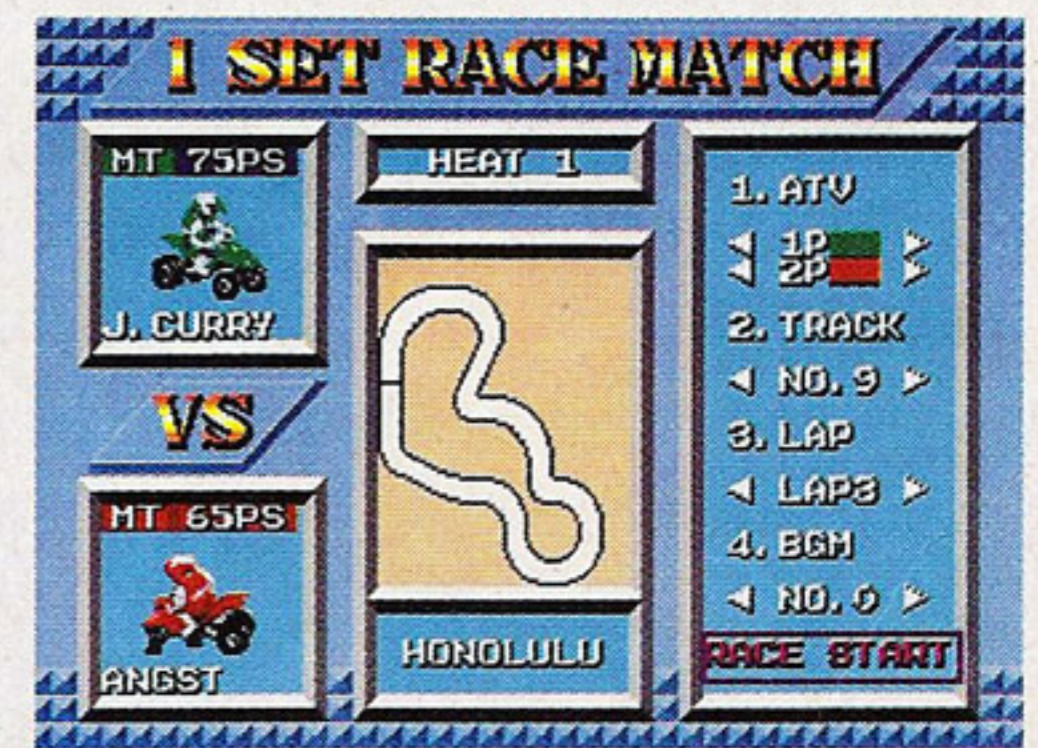 1 SET RACE MATCH
MT 75PS
J. CURRY
VS
MT 65PS
ANGST
HEAT 1
HONOLULU
1. ATV
◀ 1P ▶
◀ 2P ▶
2. TRACK
◀ NO. 9 ▶
3. LAP
◀ LAP3 ▶
4. BGM
◀ NO. 0 ▶
RACE START